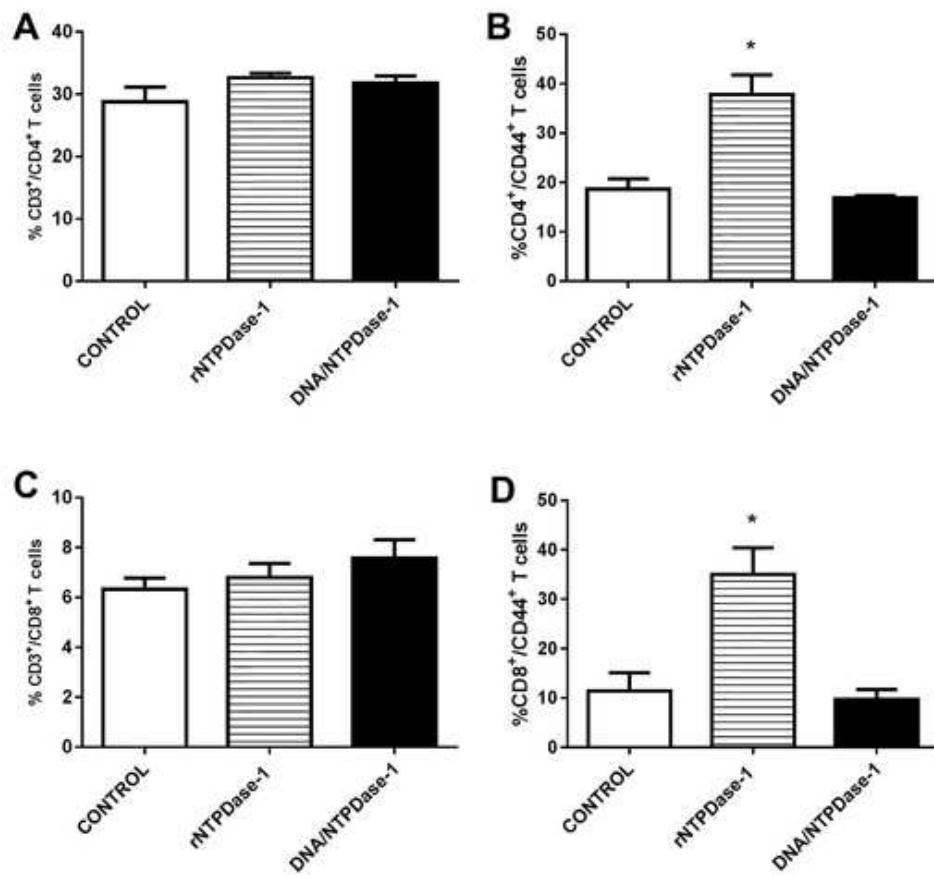 A
% CD3⁺/CD4⁺ T cells
40
30
20
10
0
CONTROL
rNTPDase-1
DNA/NTPDase-1
B
%CD4⁺/CD44⁺ T cells
50
40
30
20
10
0
*
CONTROL
rNTPDase-1
DNA/NTPDase-1
C
% CD3⁺/CD8⁺ T cells
10
8
6
4
2
0
CONTROL
rNTPDase-1
DNA/NTPDase-1
D
%CD8⁺/CD44⁺ T cells
50
40
30
20
10
0
*
CONTROL
rNTPDase-1
DNA/NTPDase-1